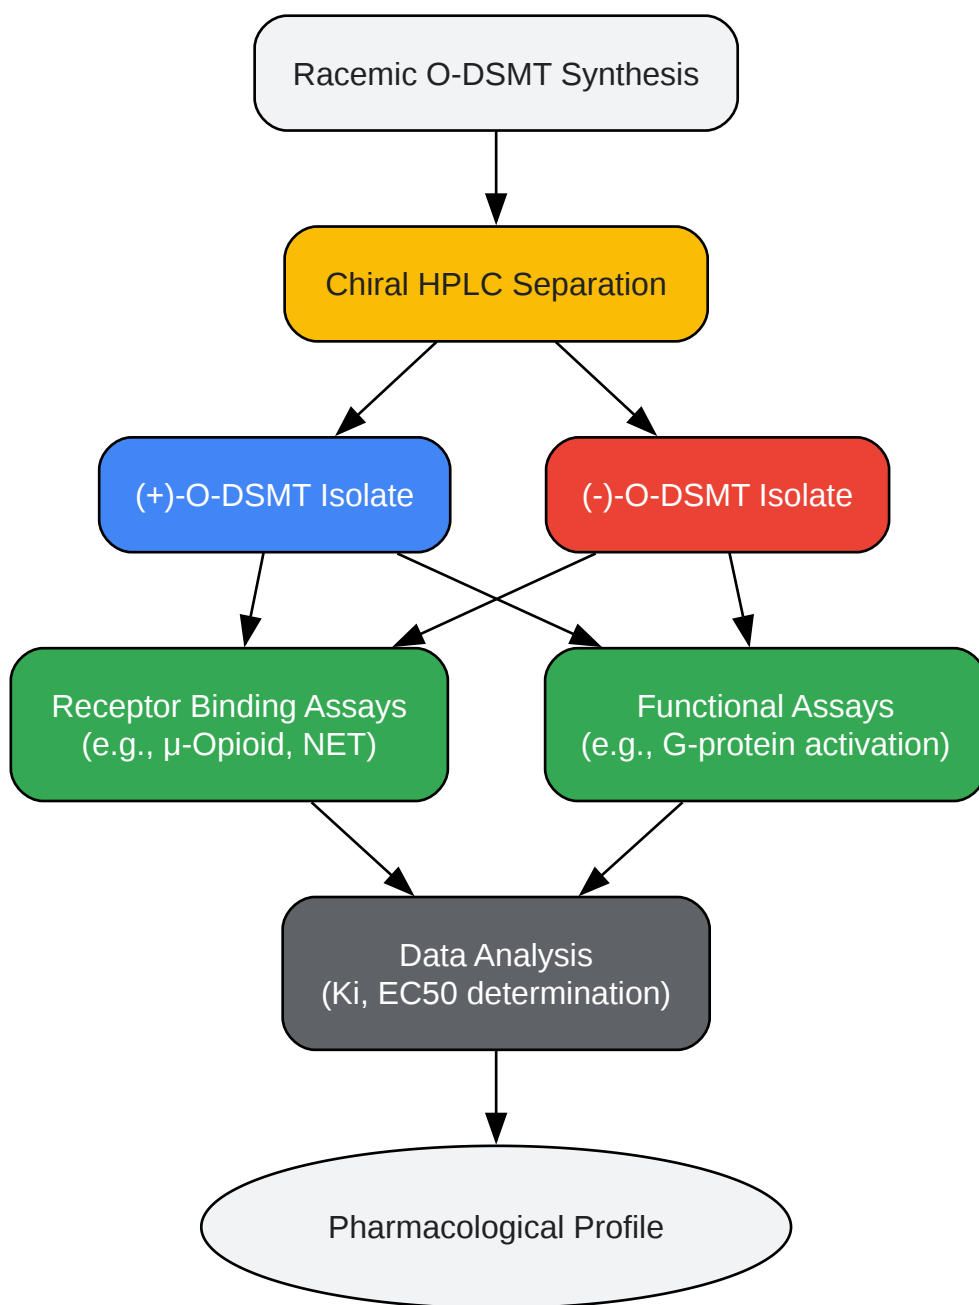 Racemic O-DSMT Synthesis
Chiral HPLC Separation
(+)-O-DSMT Isolate
(-)-O-DSMT Isolate
Receptor Binding Assays
(e.g., μ-Opioid, NET)
Functional Assays
(e.g., G-protein activation)
Data Analysis
(Ki, EC50 determination)
Pharmacological Profile